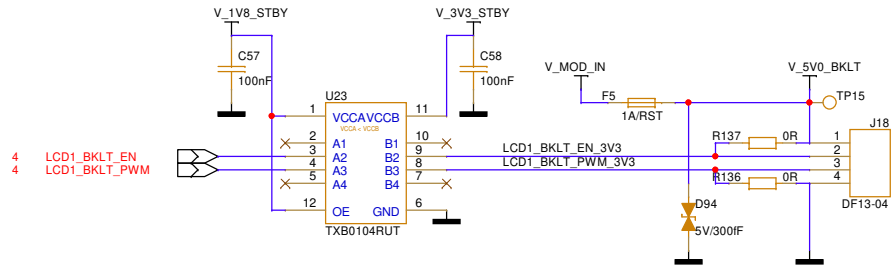 V_1V8_STBY
V_3V3_STBY
C57
100nF
C58
100nF
V_MOD_IN
V_5V0_BKLT
F5
1A/RST
TP15
U23
1
VCCA
VCCB
11
VCCA < VCCB
J18
2
A1
B1
10
R137
0R
1
4
LCD1_BKLT_EN
3
A2
B2
9
LCD1_BKLT_EN_3V3
2
4
LCD1_BKLT_PWM
4
A3
B3
8
LCD1_BKLT_PWM_3V3
3
5
A4
B4
7
R136
0R
4
DF13-04
12
OE
GND
6
D94
5V/300fF
TXB0104RUT